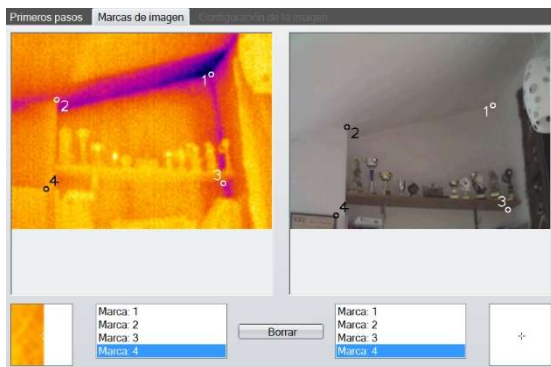 Primeros pasos
Marcas de imagen
Configuración de la imagen
1
2
3
4
1
2
3
4
Marca: 1
Marca: 2
Marca: 3
Marca: 4
Borrar
Marca: 1
Marca: 2
Marca: 3
Marca: 4